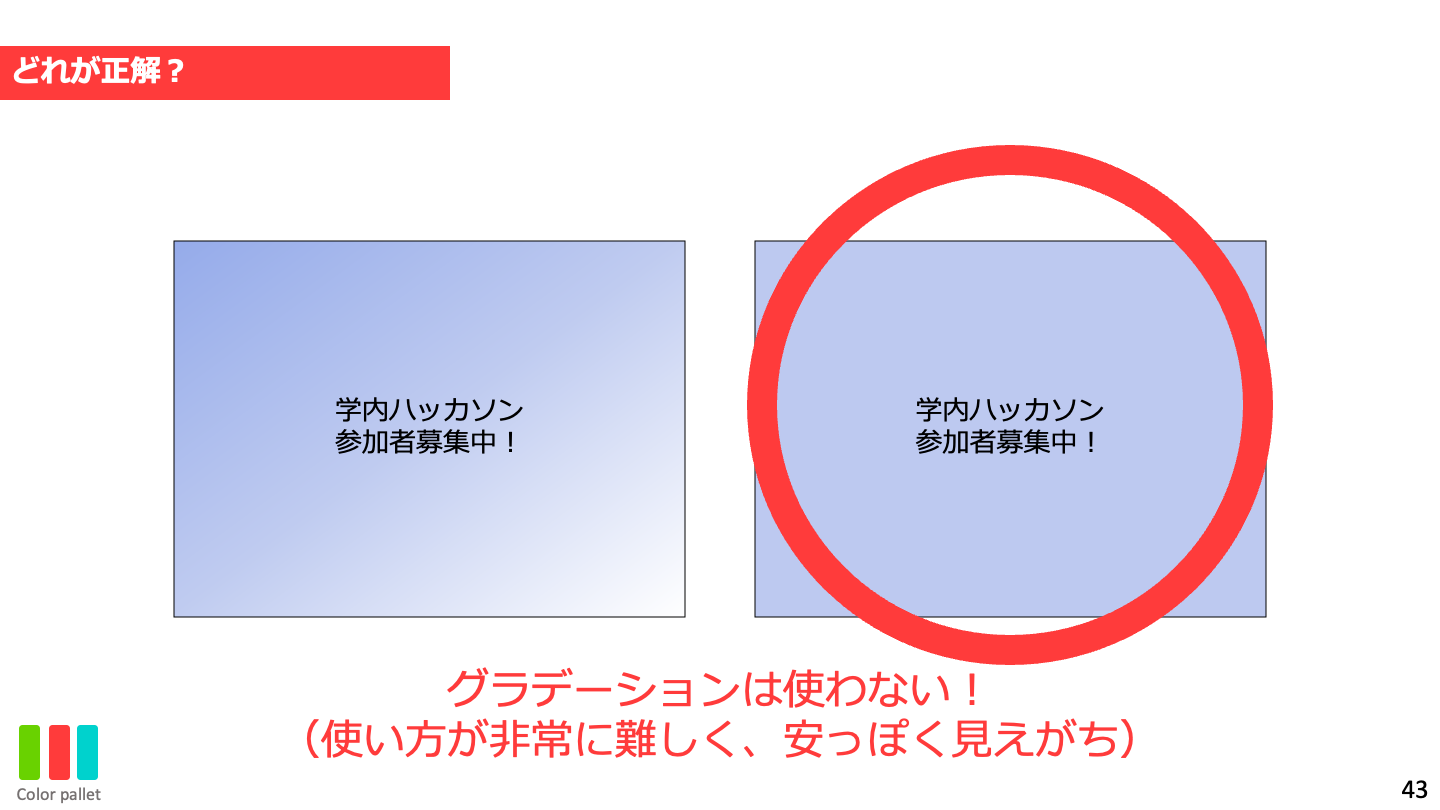 どれが正解？
学内ハッカソン
参加者募集中！
学内ハッカソン
参加者募集中！
グラデーションは使わない！
（使い方が非常に難しく、安っぽく見えがち）
Color pallet
43